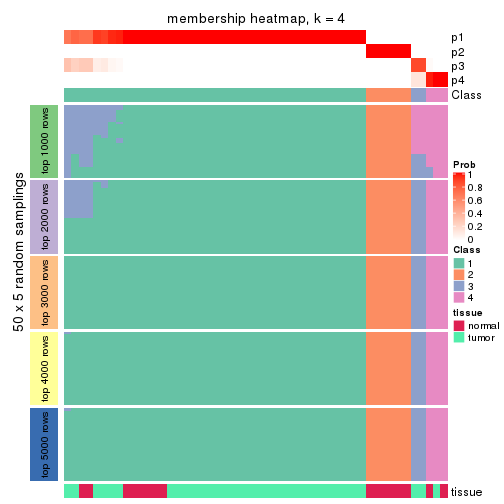 membership heatmap, k = 4
p1
p2
p3
p4
Class
50 x 5 random samplings
top 1000 rows
top 2000 rows
top 3000 rows
top 4000 rows
top 5000 rows
tissue
Prob
1
0.8
0.6
0.4
0.2
0
Class
1
2
3
4
tissue
normal
tumor